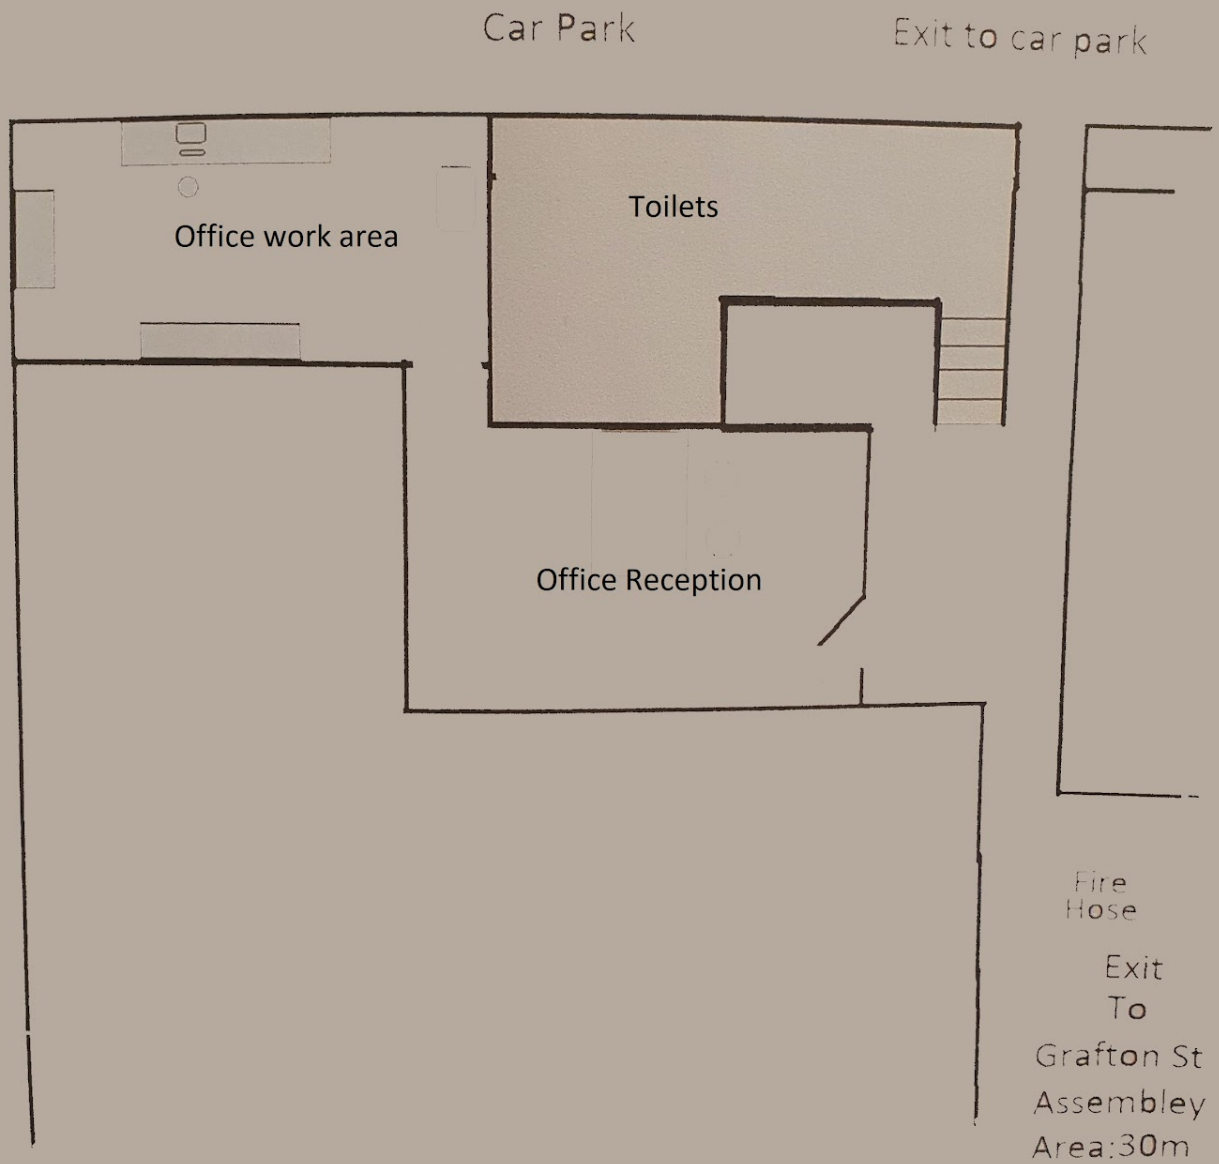 Car Park
Exit to car park
Toilets
Office work area
Office Reception
Fire
Hose
Exit
To
Grafton St
Assembley
Area:30m